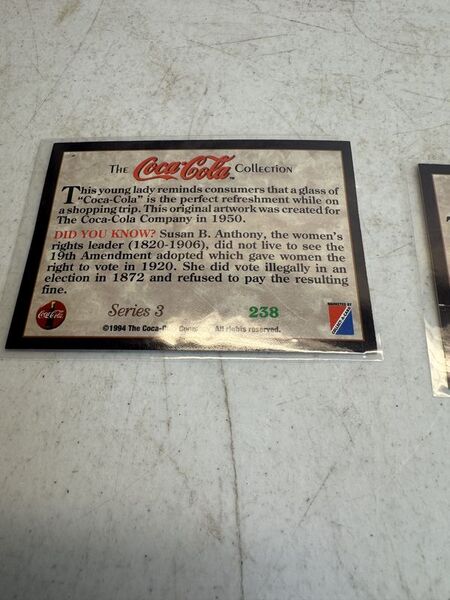 The Coca-Cola Collection
This young lady reminds consumers that a glass of
"Coca-Cola" is the perfect refreshment while on
a shopping trip. This original artwork was created for
The Coca-Cola Company in 1950.
DID YOU KNOW? Susan B. Anthony, the women's
rights leader (1820-1906), did not live to see the
19th Amendment adopted which gave women the
right to vote in 1920. She did vote illegally in an
election in 1872 and refused to pay the resulting
fine.
Coca-Cola
Series 3
238
©1994 The Coca- All rights reserved.